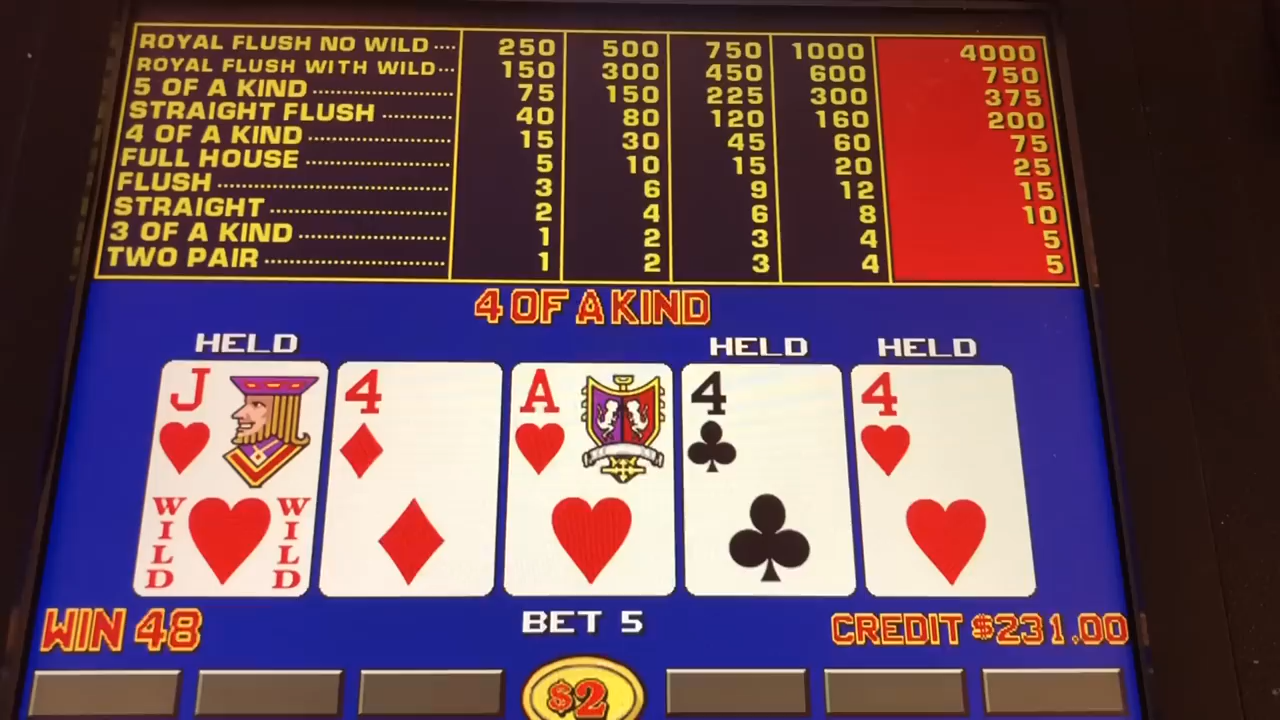 ROYAL FLUSH NO WILD .... 250 500 750 1000 4000
ROYAL FLUSH WITH WILD... 150 300 450 600 750
5 OF A KIND ................ 75 150 225 300 375
STRAIGHT FLUSH ......... 40 80 120 160 200
4 OF A KIND ................. 15 30 45 60 75
FULL HOUSE ................. 5 10 15 20 25
FLUSH ........................... 3 6 9 12 15
STRAIGHT ..................... 2 4 6 8 10
3 OF A KIND .................. 1 2 3 4 5
TWO PAIR ...................... 1 2 3 4 5
4 OF A KIND
HELD HELD HELD
J 4 A 4 4
WILD WILD
WIN 48 BET 5 CREDIT $231.00
$2